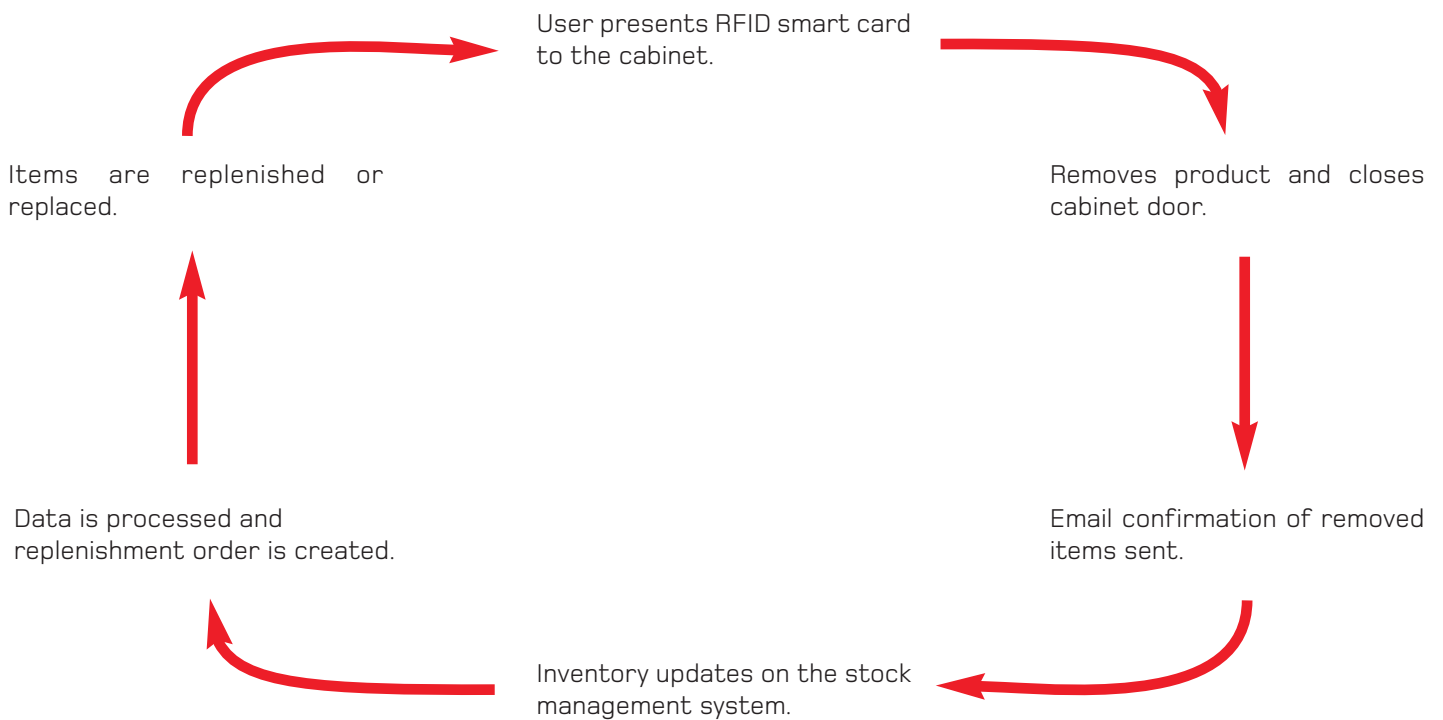 User presents RFID smart card
to the cabinet.
Removes product and closes
cabinet door.
Email confirmation of removed
items sent.
Inventory updates on the stock
management system.
Data is processed and
replenishment order is created.
Items are replenished or
replaced.